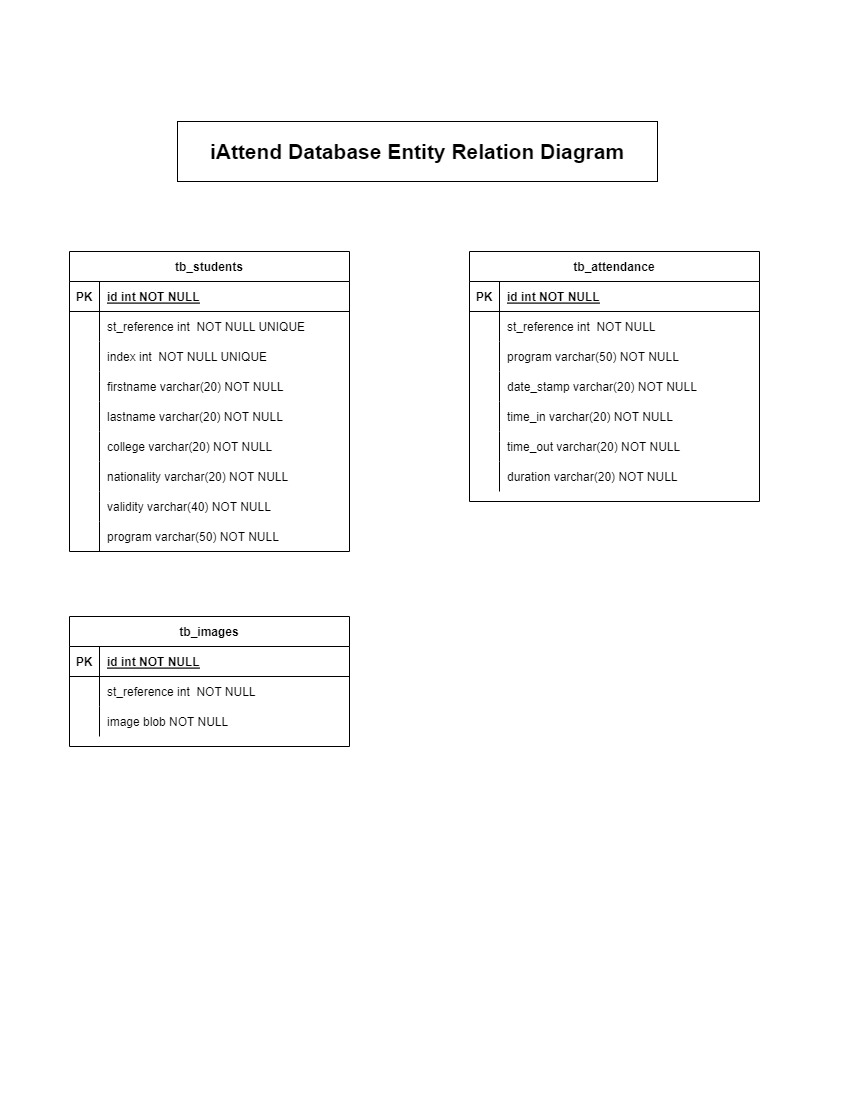 iAttend Database Entity Relation Diagram
tb_students
PK id int NOT NULL
st_reference int  NOT NULL UNIQUE
index int  NOT NULL UNIQUE
firstname varchar(20) NOT NULL
lastname varchar(20) NOT NULL
college varchar(20) NOT NULL
nationality varchar(20) NOT NULL
validity varchar(40) NOT NULL
program varchar(50) NOT NULL
tb_attendance
PK id int NOT NULL
st_reference int  NOT NULL
program varchar(50) NOT NULL
date_stamp varchar(20) NOT NULL
time_in varchar(20) NOT NULL
time_out varchar(20) NOT NULL
duration varchar(20) NOT NULL
tb_images
PK id int NOT NULL
st_reference int  NOT NULL
image blob NOT NULL